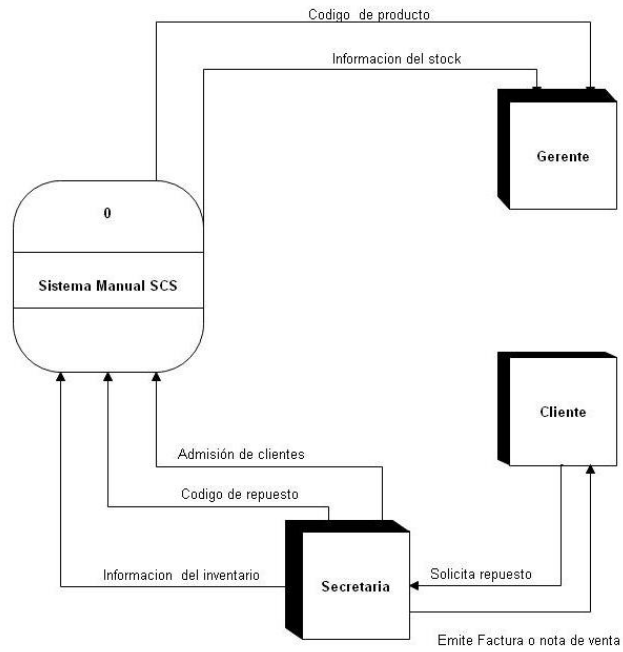 Codigo de producto
Informacion del stock
Gerente
0
Sistema Manual SCS
Cliente
Admisión de clientes
Codigo de repuesto
Informacion del inventario
Secretaria
Solicita repuesto
Emite Factura o nota de venta